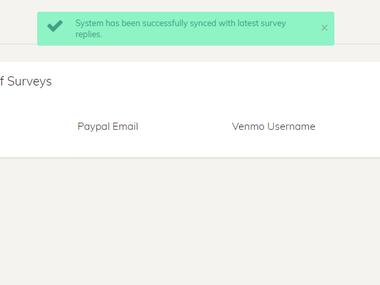 System has been successfully synced with latest survey
replies.
×
f Surveys
Paypal Email Venmo Username